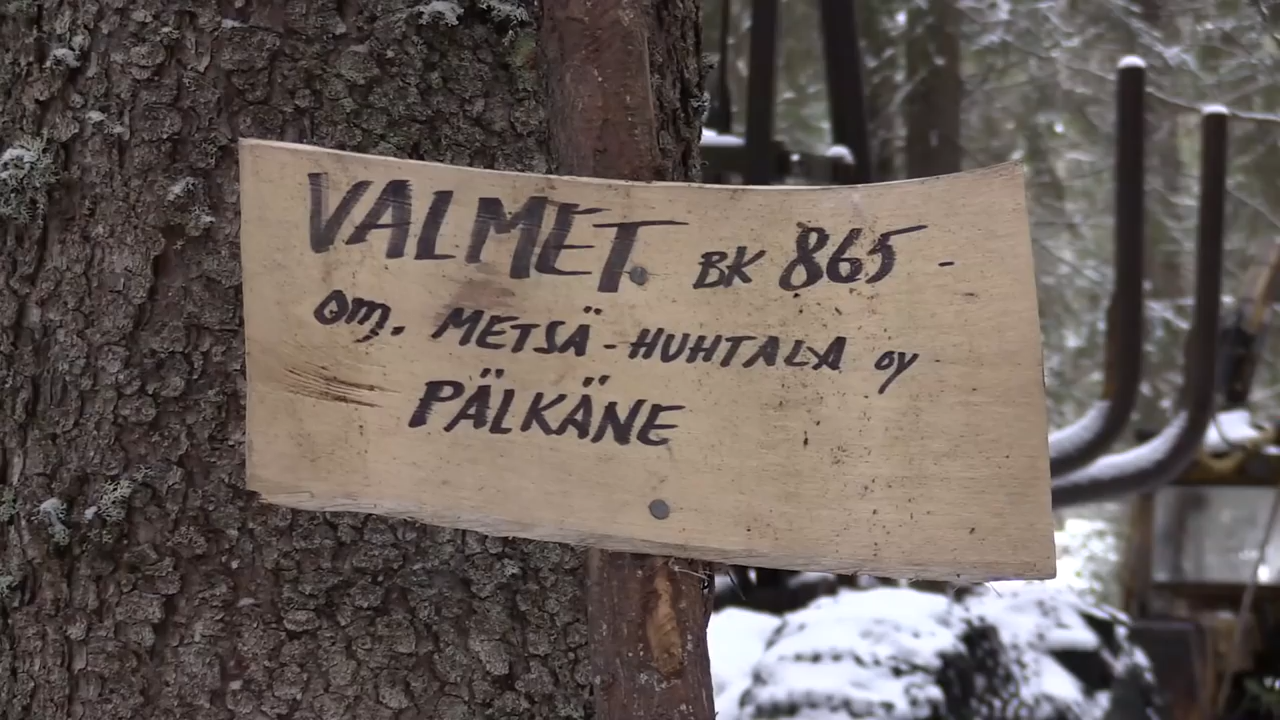 VALMET. BK 865 -
om. METSÄ - HUHTALA oy
PÄLKÄNE